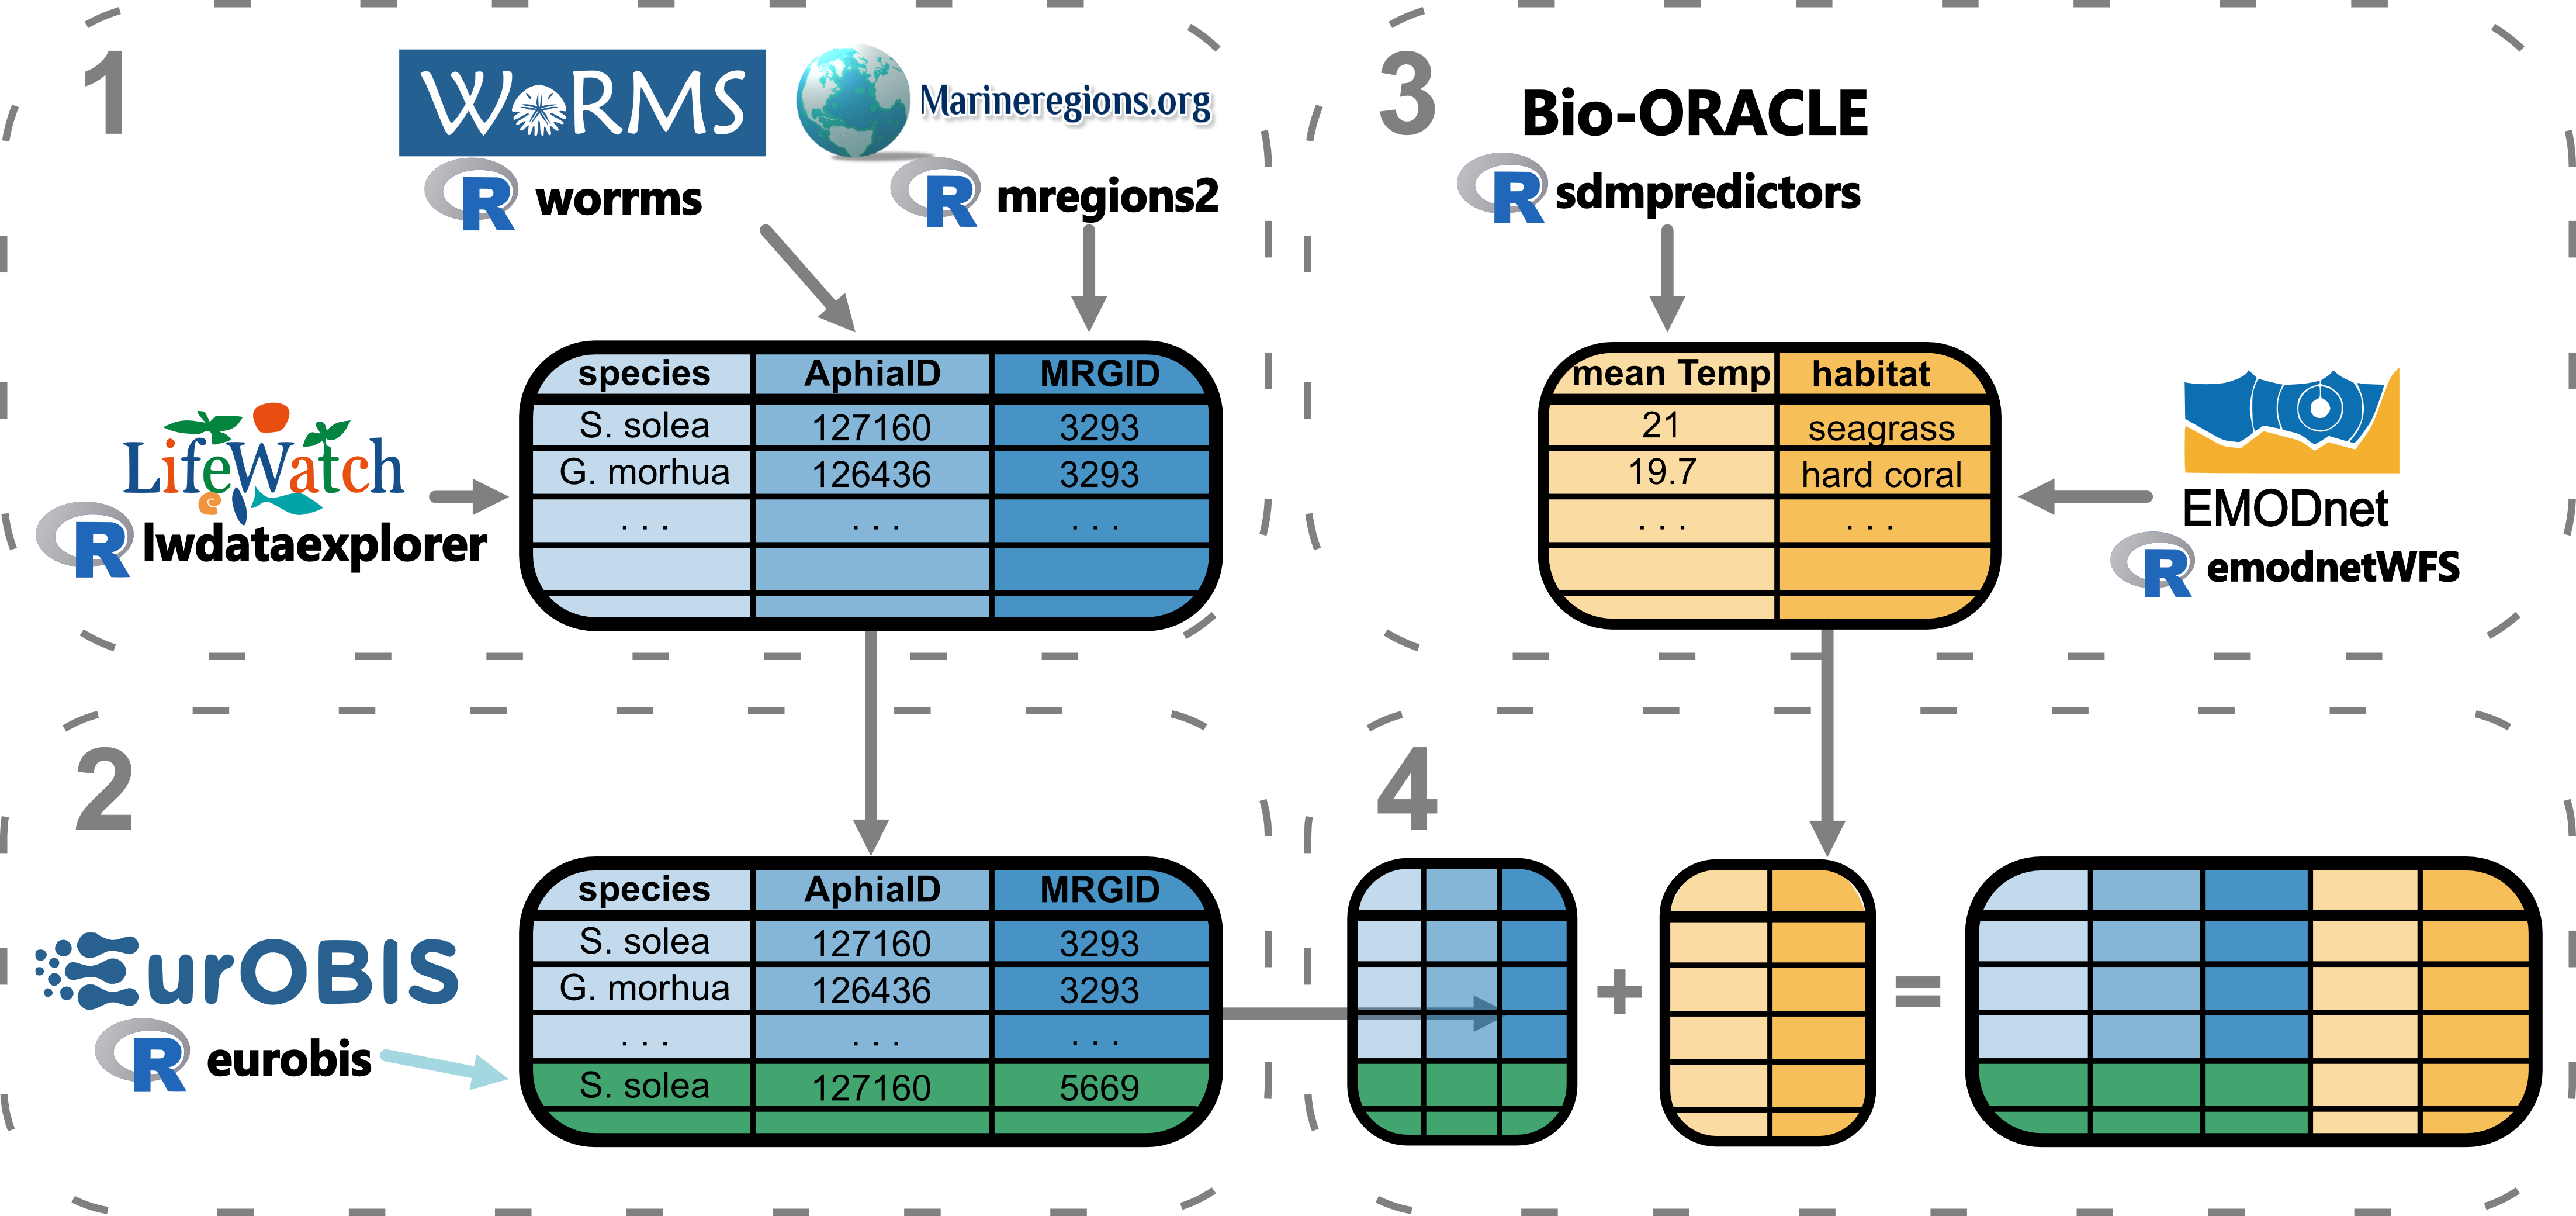 1
WoRMS
Marineregions.org
R worrms
R mregions2
LifeWatch
R lwdataexplorer
species AphiaID MRGID
S. solea 127160 3293
G. morhua 126436 3293
. . . . . . . . .
2
EurOBIS
R eurobis
species AphiaID MRGID
S. solea 127160 3293
G. morhua 126436 3293
. . . . . . . . .
S. solea 127160 5669
3
Bio-ORACLE
R sdmpredictors
mean Temp habitat
21 seagrass
19.7 hard coral
. . . . . .
EMODnet
R emodnetWFS
4
+ =